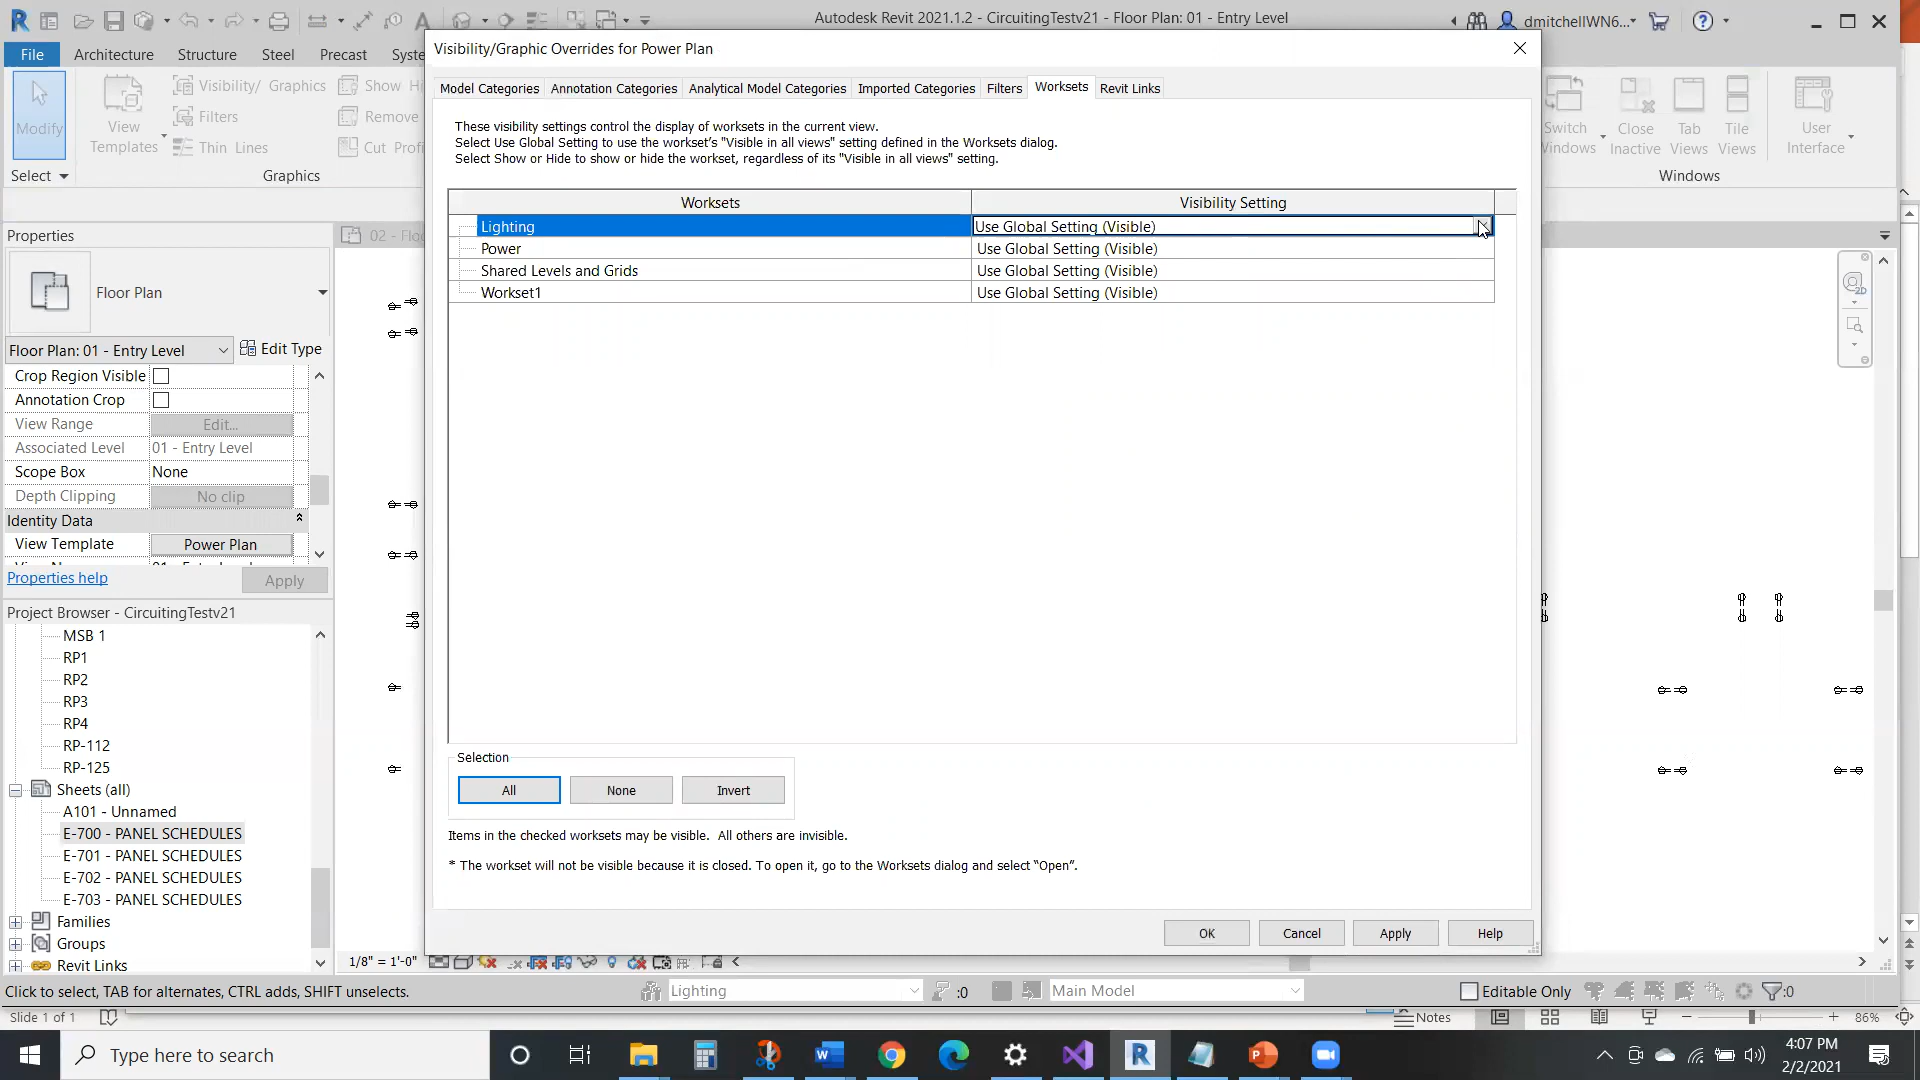 Autodesk Revit 2021.1.2 - CircuitingTestv21 - Floor Plan: 01 - Entry Level
dmitchellWN6...
File
Architecture
Structure
Steel
Precast
Visibility/Graphic Overrides for Power Plan
Modify
View
Templates
Visibility/ Graphics
Filters
Thin Lines
Remove
Select
Graphics
Model Categories
Annotation Categories
Analytical Model Categories
Imported Categories
Filters
Worksets
Revit Links
These visibility settings control the display of worksets in the current view.
Select Use Global Setting to use the workset's "Visible in all views" setting defined in the Worksets dialog.
Select Show or Hide to show or hide the workset, regardless of its "Visible in all views" setting.
Switch
Windows
Close
Inactive
Tab
Views
Tile
Views
User
Interface
Windows
Worksets
Visibility Setting
Lighting
Use Global Setting (Visible)
Power
Use Global Setting (Visible)
Shared Levels and Grids
Use Global Setting (Visible)
Workset1
Use Global Setting (Visible)
Properties
Floor Plan
Floor Plan: 01 - Entry Level
Edit Type
Crop Region Visible
Annotation Crop
View Range
Edit...
Associated Level
01 - Entry Level
Scope Box
None
Depth Clipping
No clip
Identity Data
View Template
Power Plan
Properties help
Apply
Project Browser - CircuitingTestv21
MSB 1
RP1
RP2
RP3
RP4
RP-112
RP-125
Sheets (all)
A101 - Unnamed
E-700 - PANEL SCHEDULES
E-701 - PANEL SCHEDULES
E-702 - PANEL SCHEDULES
E-703 - PANEL SCHEDULES
Families
Groups
Revit Links
Selection
All
None
Invert
Items in the checked worksets may be visible. All others are invisible.
* The workset will not be visible because it is closed. To open it, go to the Worksets dialog and select "Open".
OK
Cancel
Apply
Help
1/8" = 1'-0"
Click to select, TAB for alternates, CTRL adds, SHIFT unselects.
Lighting
:0
Main Model
Editable Only
:0
Slide 1 of 1
Notes
86%
Type here to search
4:07 PM
2/2/2021